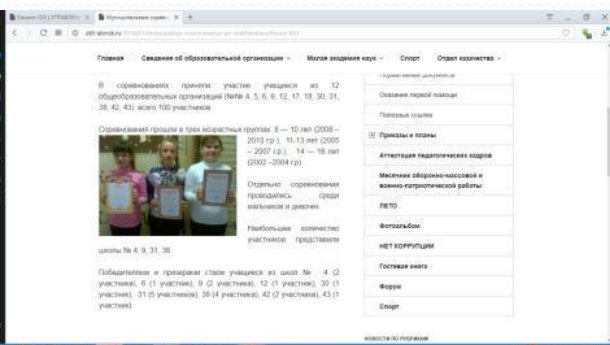 Главная
Сведения об образовательной организации
Малая академия наук
Спорт
Отдел казачества
В соревнованиях приняли участие учащиеся из 12
общеобразовательных организаций (№№ 4, 5, 6, 9, 12, 17, 18, 30, 31,
38, 42, 43) всего 100 участников.
Соревнования прошли в трех возрастных группах: 8 — 10 лет (2008 –
2010 г.р.), 11-13 лет (2005
– 2007 г.р.), 14 — 16 лет
(2002 –2004 г.р)
Отдельно соревнования
проводились среди
мальчиков и девочек.
Наибольшее количество
участников представили
школы № 4, 9, 31, 38.
Победителями и призерами стали учащиеся из школ № 4 (2
участника), 6 (1 участник), 9 (2 участника), 12 (1 участник), 30 (1
участник), 31 (5 участников), 38 (4 участника), 42 (2 участника), 43 (1
участник)
Оказание первой помощи
Полезные ссылки
Приказы и планы
Аттестация педагогических кадров
Месячник оборонно-массовой и
военно-патриотической работы
ЛЕТО
Фотоальбом
НЕТ КОРРУПЦИИ
Гостевая книга
Форум
Спорт
НОВОСТИ ПО РУБРИКАМ